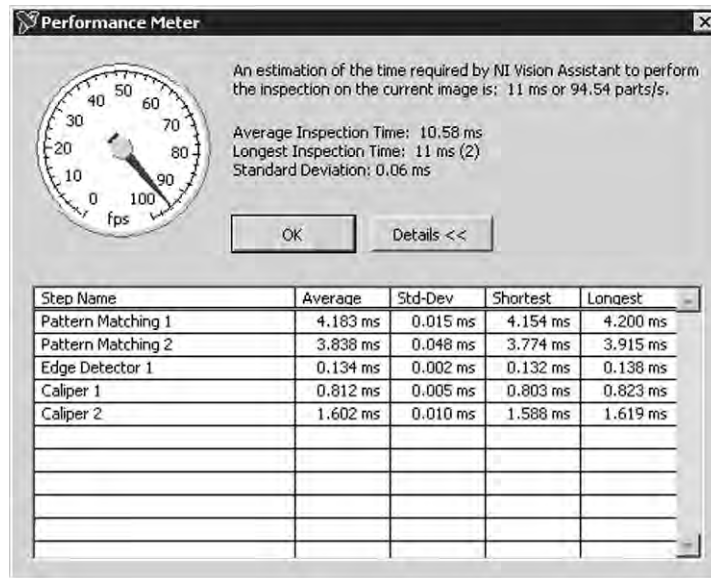 Performance Meter
An estimation of the time required by NI Vision Assistant to perform
the inspection on the current image is: 11 ms or 94.54 parts/s.
0 10 20 30 40 50 60 70 80 90 100
fps
Average Inspection Time: 10.58 ms
Longest Inspection Time: 11 ms (2)
Standard Deviation: 0.06 ms
OK Details <<
Step Name Average Std-Dev Shortest Longest
Pattern Matching 1 4.183 ms 0.015 ms 4.154 ms 4.200 ms
Pattern Matching 2 3.838 ms 0.048 ms 3.774 ms 3.915 ms
Edge Detector 1 0.134 ms 0.002 ms 0.132 ms 0.138 ms
Caliper 1 0.812 ms 0.005 ms 0.803 ms 0.823 ms
Caliper 2 1.602 ms 0.010 ms 1.588 ms 1.619 ms